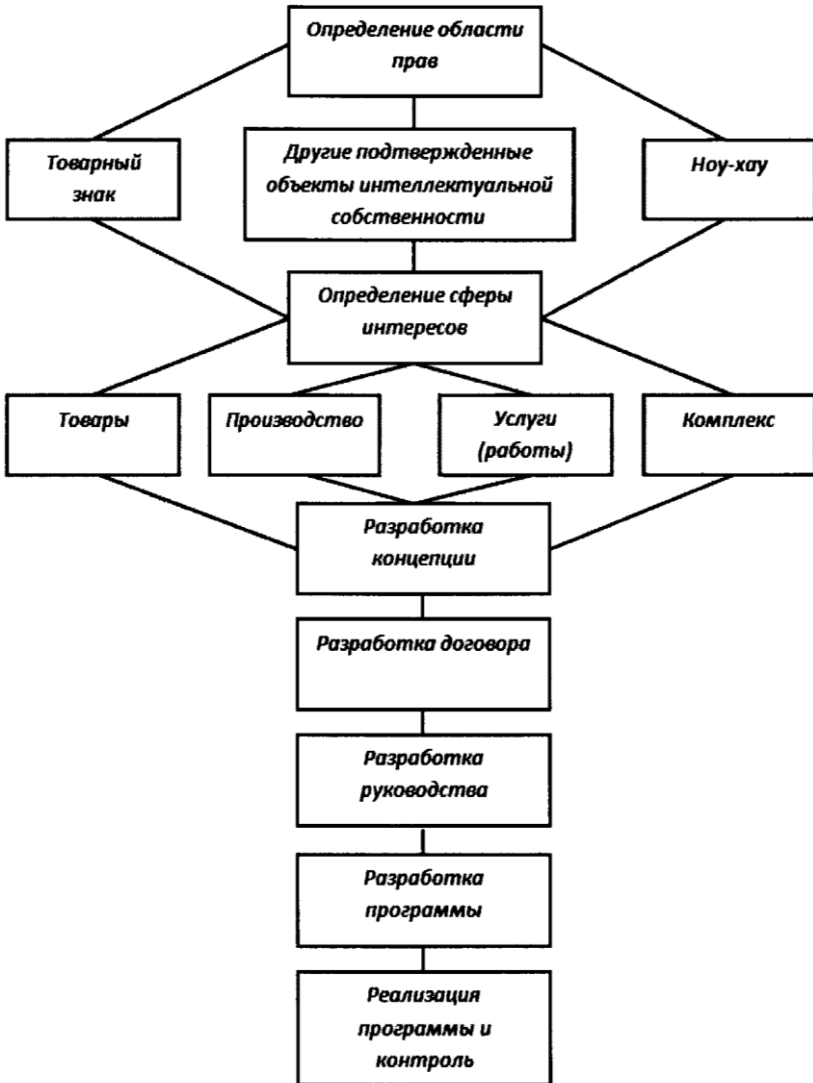 Определение области
прав
Товарный
знак
Другие подтвержденные
объекты интеллектуальной
собственности
Ноу-хау
Определение сферы
интересов
Товары
Производство
Услуги
(работы)
Комплекс
Разработка
концепции
Разработка договора
Разработка
руководства
Разработка
программы
Реализация
программы и
контроль